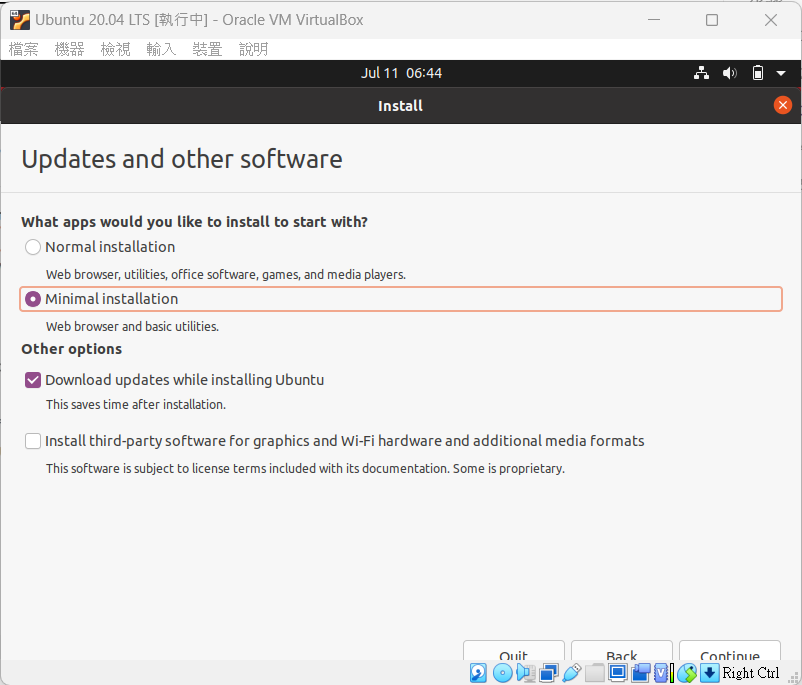 Ubuntu 20.04 LTS [執行中] - Oracle VM VirtualBox
檔案 機器 檢視 輸入 裝置 說明
Jul 11 06:44
Install
Updates and other software
What apps would you like to install to start with?
Normal installation
Web browser, utilities, office software, games, and media players.
Minimal installation
Web browser and basic utilities.
Other options
Download updates while installing Ubuntu
This saves time after installation.
Install third-party software for graphics and Wi-Fi hardware and additional media formats
This software is subject to license terms included with its documentation. Some is proprietary.
Quit Back Continue
Right Ctrl